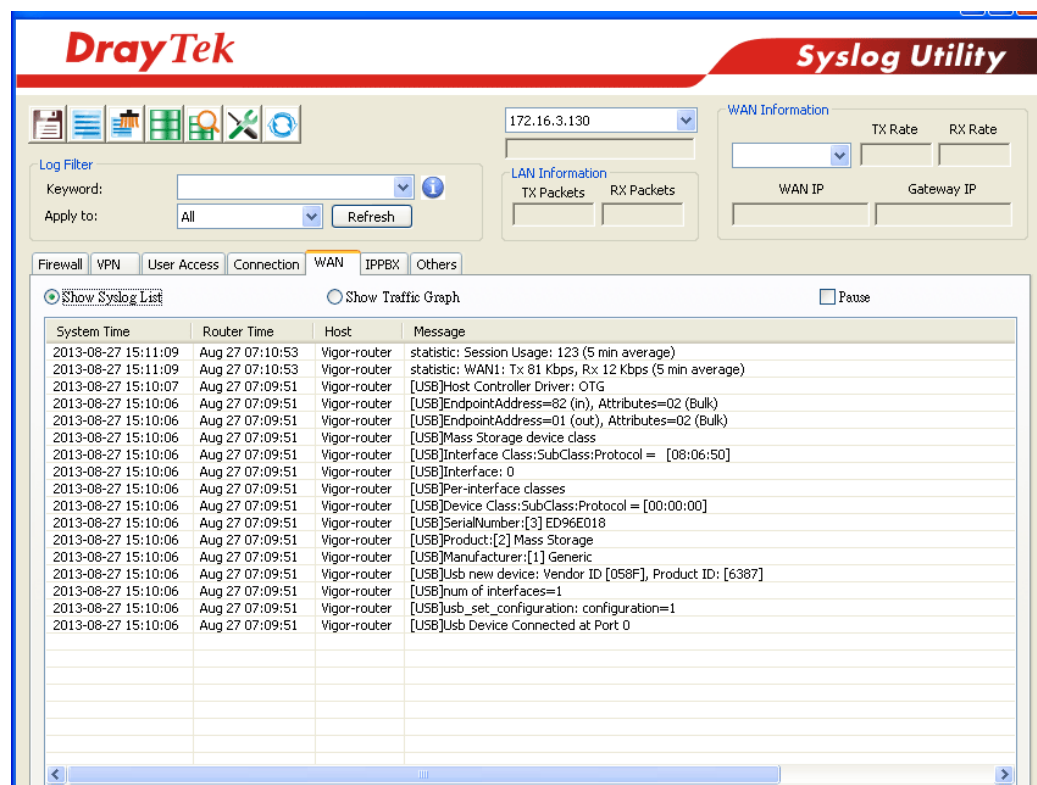 DrayTek
Syslog Utility
172.16.3.130
WAN Information
TX Rate RX Rate
Log Filter
LAN Information
Keyword:
TX Packets RX Packets
WAN IP Gateway IP
Apply to: All Refresh
Firewall VPN User Access Connection WAN IPPBX Others
Show Syslog List Show Traffic Graph Pause
System Time Router Time Host Message
2013-08-27 15:11:09 Aug 27 07:10:53 Vigor-router statistic: Session Usage: 123 (5 min average)
2013-08-27 15:11:09 Aug 27 07:10:53 Vigor-router statistic: WAN1: Tx 81 Kbps, Rx 12 Kbps (5 min average)
2013-08-27 15:10:07 Aug 27 07:09:51 Vigor-router [USB]Host Controller Driver: OTG
2013-08-27 15:10:06 Aug 27 07:09:51 Vigor-router [USB]EndpointAddress=82 (in), Attributes=02 (Bulk)
2013-08-27 15:10:06 Aug 27 07:09:51 Vigor-router [USB]EndpointAddress=01 (out), Attributes=02 (Bulk)
2013-08-27 15:10:06 Aug 27 07:09:51 Vigor-router [USB]Mass Storage device class
2013-08-27 15:10:06 Aug 27 07:09:51 Vigor-router [USB]Interface Class:SubClass:Protocol = [08:06:50]
2013-08-27 15:10:06 Aug 27 07:09:51 Vigor-router [USB]Interface: 0
2013-08-27 15:10:06 Aug 27 07:09:51 Vigor-router [USB]Per-interface classes
2013-08-27 15:10:06 Aug 27 07:09:51 Vigor-router [USB]Device Class:SubClass:Protocol = [00:00:00]
2013-08-27 15:10:06 Aug 27 07:09:51 Vigor-router [USB]SerialNumber:[3] ED96E018
2013-08-27 15:10:06 Aug 27 07:09:51 Vigor-router [USB]Product:[2] Mass Storage
2013-08-27 15:10:06 Aug 27 07:09:51 Vigor-router [USB]Manufacturer:[1] Generic
2013-08-27 15:10:06 Aug 27 07:09:51 Vigor-router [USB]Usb new device: Vendor ID [058F], Product ID: [6387]
2013-08-27 15:10:06 Aug 27 07:09:51 Vigor-router [USB]num of interfaces=1
2013-08-27 15:10:06 Aug 27 07:09:51 Vigor-router [USB]usb_set_configuration: configuration=1
2013-08-27 15:10:06 Aug 27 07:09:51 Vigor-router [USB]Usb Device Connected at Port 0